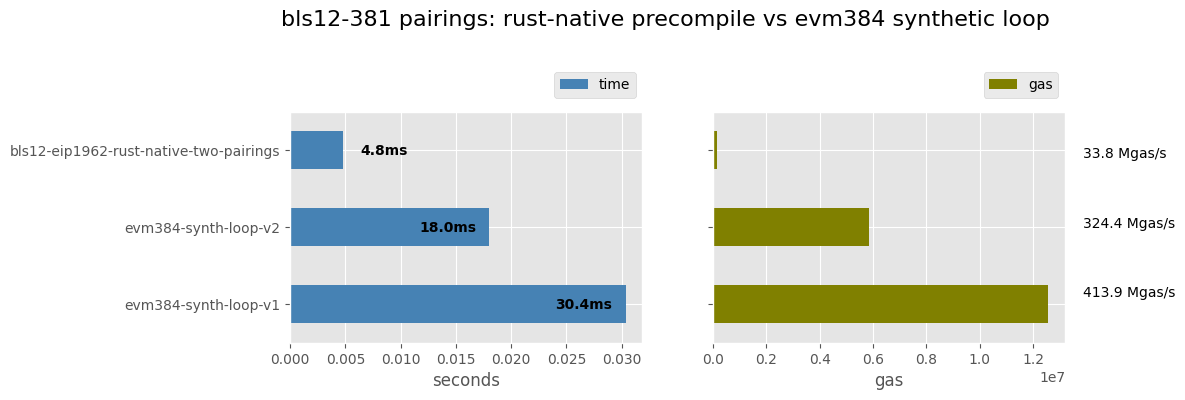 bls12-381 pairings: rust-native precompile vs evm384 synthetic loop
time
gas
bls12-eip1962-rust-native-two-pairings
4.8ms
33.8 Mgas/s
evm384-synth-loop-v2
18.0ms
324.4 Mgas/s
evm384-synth-loop-v1
30.4ms
413.9 Mgas/s
0.000 0.005 0.010 0.015 0.020 0.025 0.030
0.0 0.2 0.4 0.6 0.8 1.0 1.2
1e7
seconds
gas